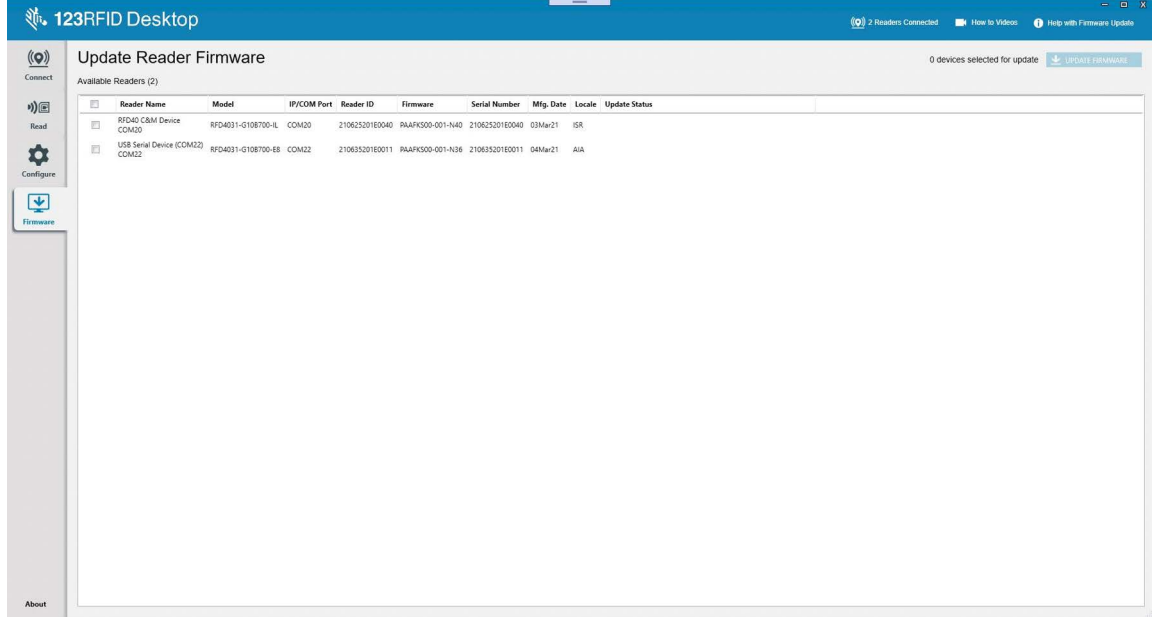 123RFID Desktop
2 Readers Connected
How to Videos
Help with Firmware Update
Connect
Read
Configure
Firmware
About
Update Reader Firmware
0 devices selected for update
UPDATE FIRMWARE
Available Readers (2)
Reader Name Model IP/COM Port Reader ID Firmware Serial Number Mfg. Date Locale Update Status
RFD40 C&M Device COM20 RFD4031-G10B700-IL COM20 210625201E0040 PAAFKS00-001-N40 210625201E0040 03Mar21 ISR
USB Serial Device (COM22) COM22 RFD4031-G10B700-E8 COM22 210635201E0011 PAAFKS00-001-N36 210635201E0011 04Mar21 AIA